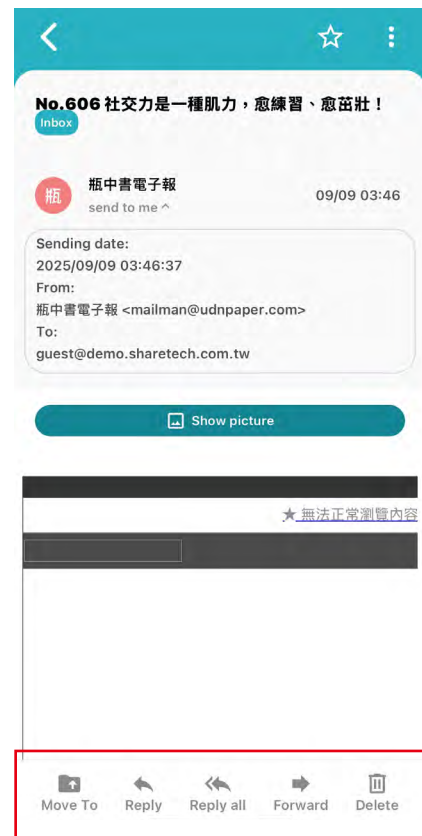 No.606 社交力是一種肌力，愈練習、愈茁壯！
Inbox
瓶
瓶中書電子報
send to me ^
09/09 03:46
Sending date:
2025/09/09 03:46:37
From:
瓶中書電子報 <mailman@udnpaper.com>
To:
guest@demo.sharetech.com.tw
Show picture
★ 無法正常瀏覽內容
Move To
Reply
Reply all
Forward
Delete